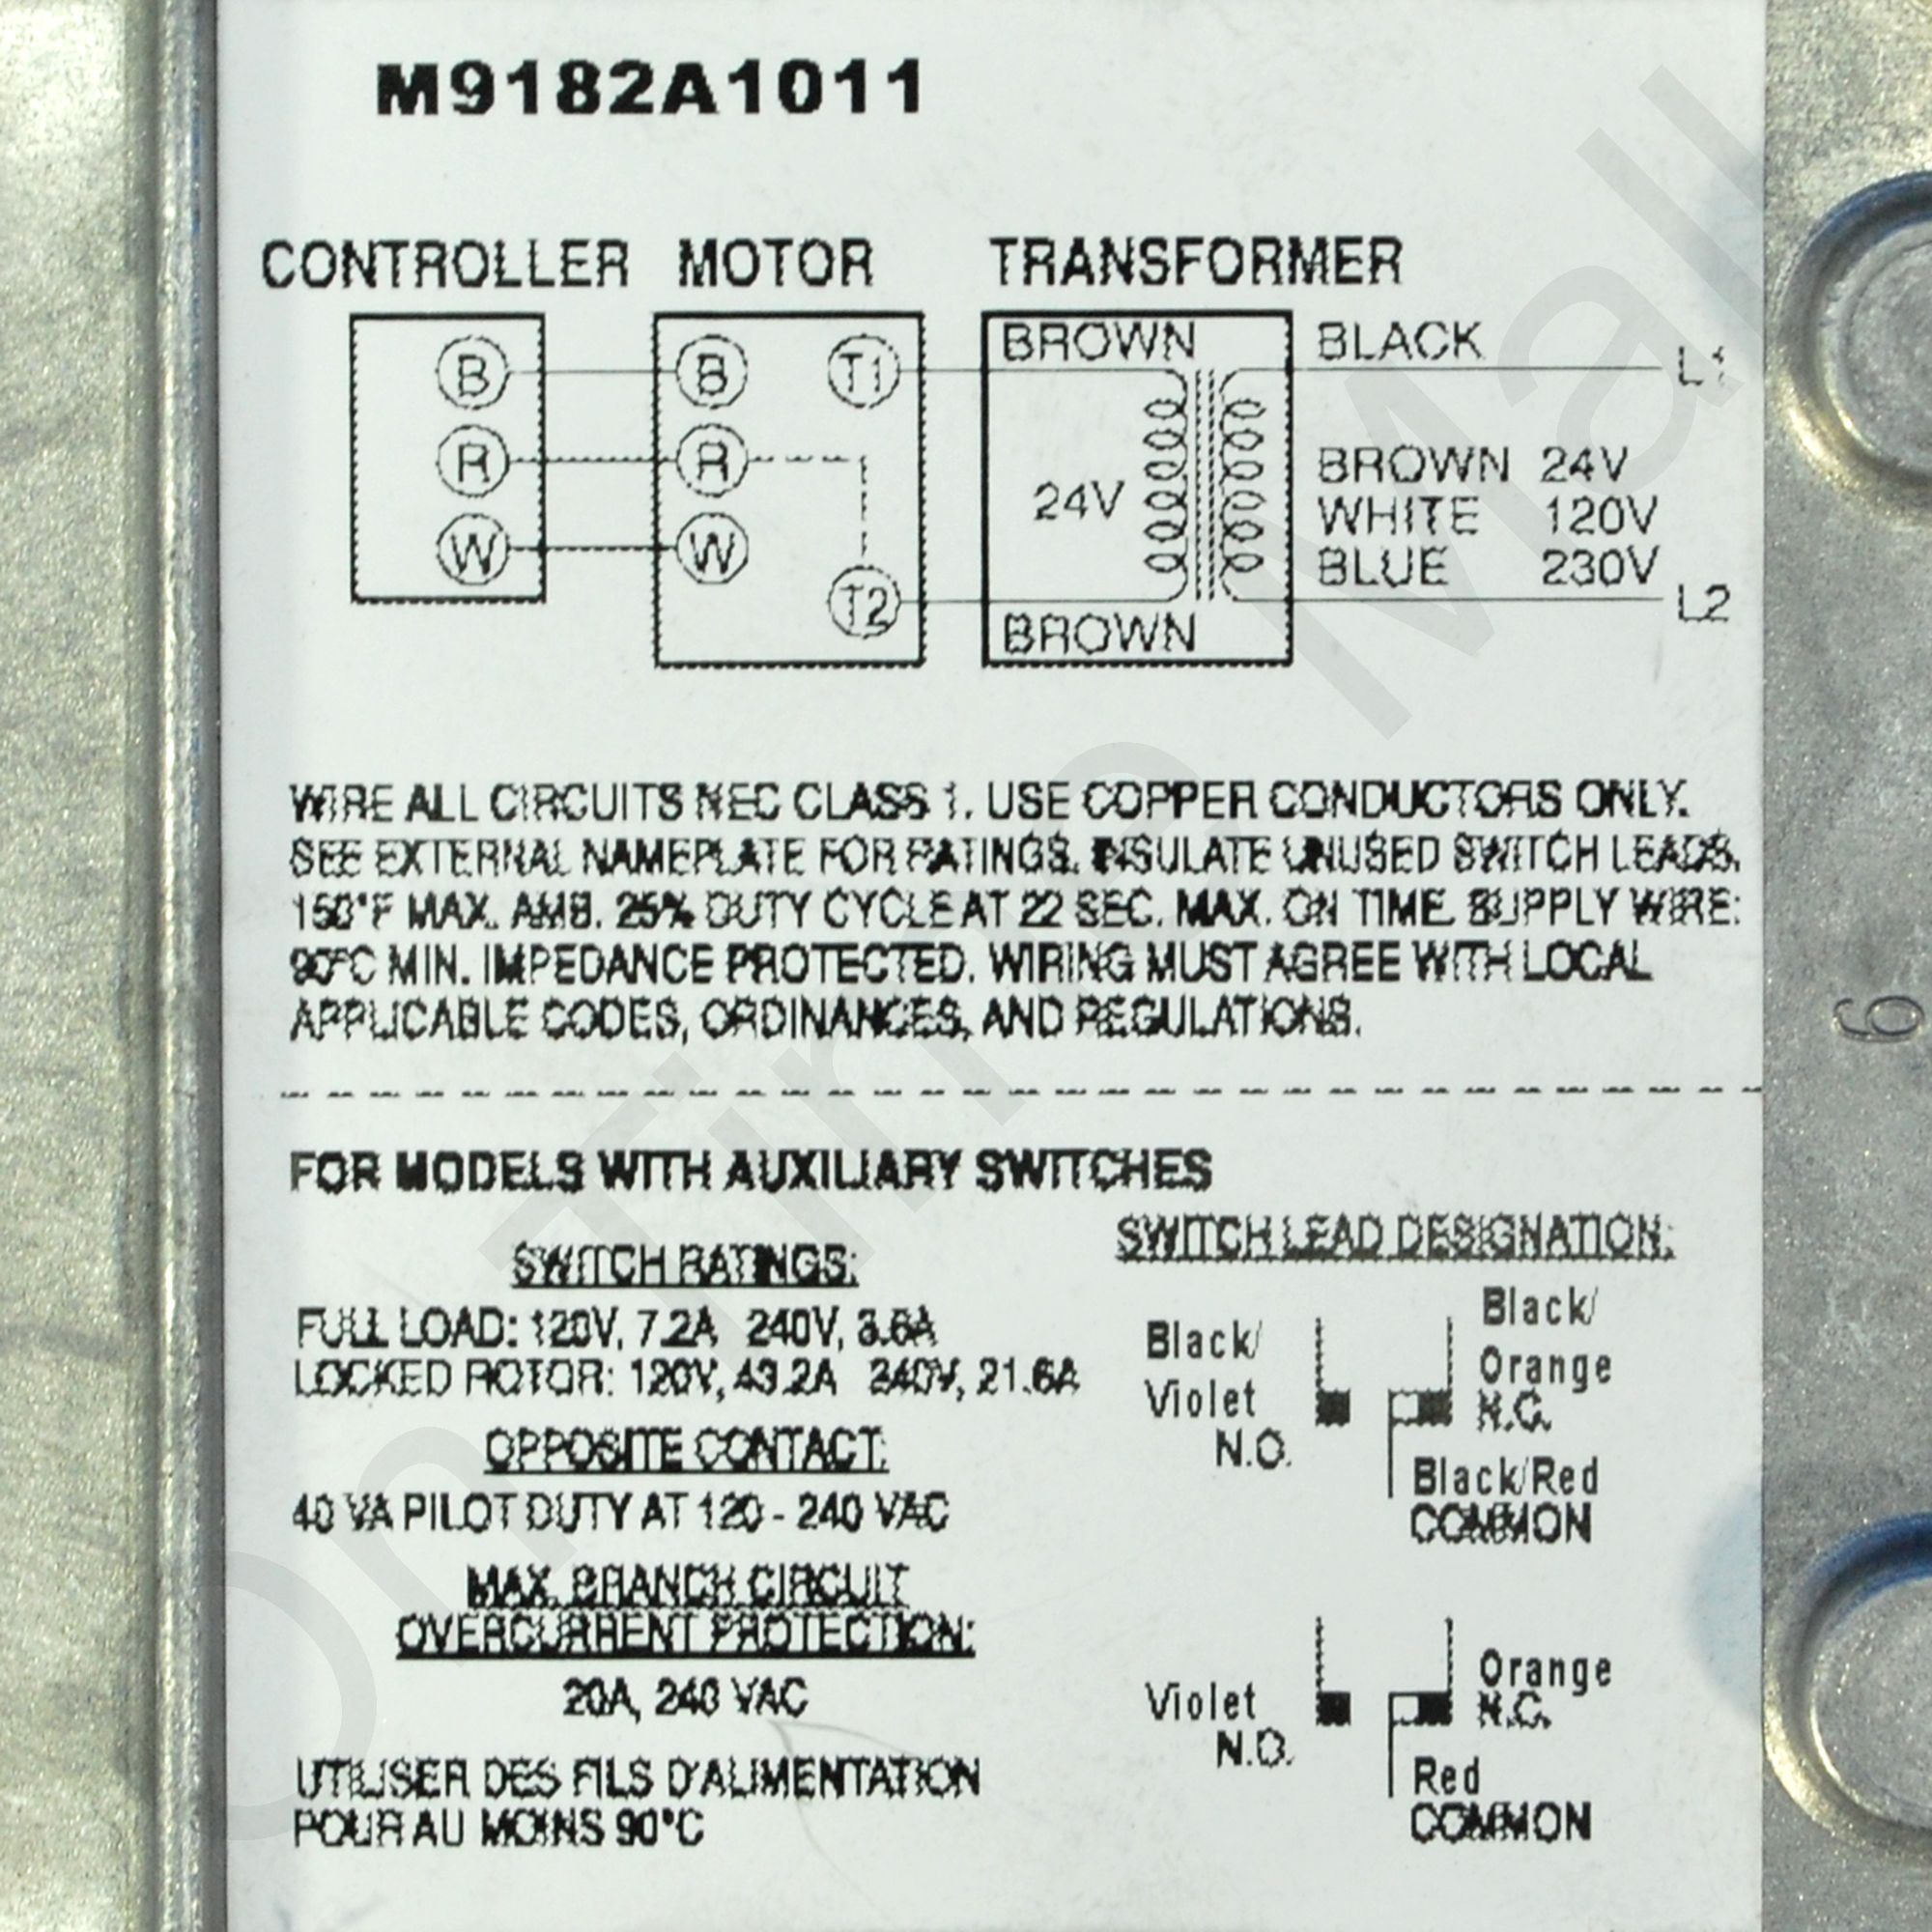 M9182A1011
CONTROLLER MOTOR TRANSFORMER
B B T1 BROWN BLACK L1
R R
W W
24V
BROWN 24V
WHITE 120V
BLUE 230V
T2 BROWN L2
WIRE ALL CIRCUITS NEC CLASS 1. USE COPPER CONDUCTORS ONLY.
SEE EXTERNAL NAMEPLATE FOR RATINGS. INSULATE UNUSED SWITCH LEADS.
150°F MAX. AMB. 25% DUTY CYCLE AT 22 SEC. MAX. ON TIME. SUPPLY WIRE:
90°C MIN. IMPEDANCE PROTECTED. WIRING MUST AGREE WITH LOCAL
APPLICABLE CODES, ORDINANCES, AND REGULATIONS.
FOR MODELS WITH AUXILIARY SWITCHES
SWITCH RATINGS:
FULL LOAD: 120V, 7.2A 240V, 3.6A
LOCKED ROTOR: 120V, 43.2A 240V, 21.6A
OPPOSITE CONTACT:
40 VA PILOT DUTY AT 120 - 240 VAC
MAX. BRANCH CIRCUIT
OVERCURRENT PROTECTION:
20A, 240 VAC
UTILISER DES FILS D'ALIMENTATION
POUR AU MOINS 90°C
SWITCH LEAD DESIGNATION:
Black/
Violet
N.O.
Black/
Orange
N.C.
Black/Red
COMMON
Violet
N.O.
Orange
N.C.
Red
COMMON
6
OnTime Mall